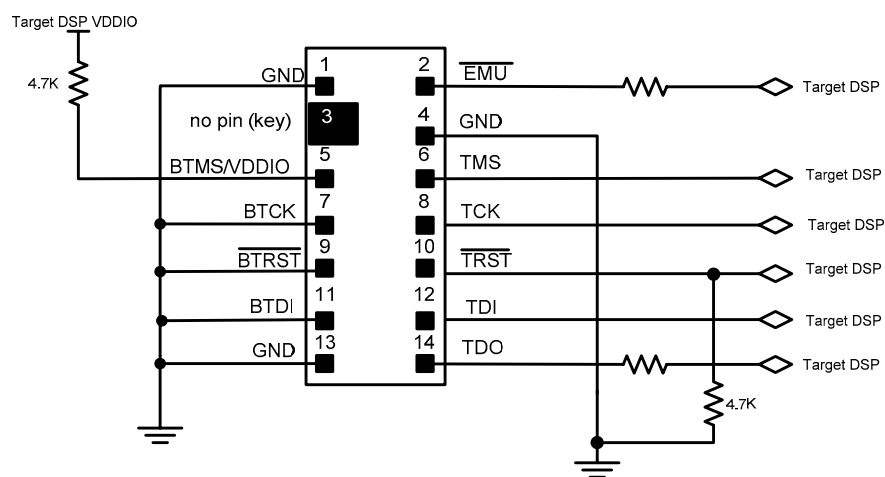 Target DSP VDDIO
4.7K
GND
1
2
EMU
Target DSP
no pin (key)
3
4
GND
BTMS/VDDIO
5
6
TMS
Target DSP
BTCK
7
8
TCK
Target DSP
BTRST
9
10
TRST
Target DSP
BTDI
11
12
TDI
Target DSP
GND
13
14
TDO
Target DSP
4.7K